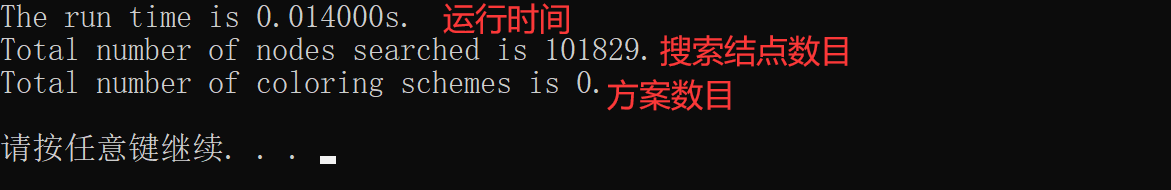 The run time is 0.014000s. 运行时间
Total number of nodes searched is 101829. 搜索结点数目
Total number of coloring schemes is 0. 方案数目
请按任意键继续. . .